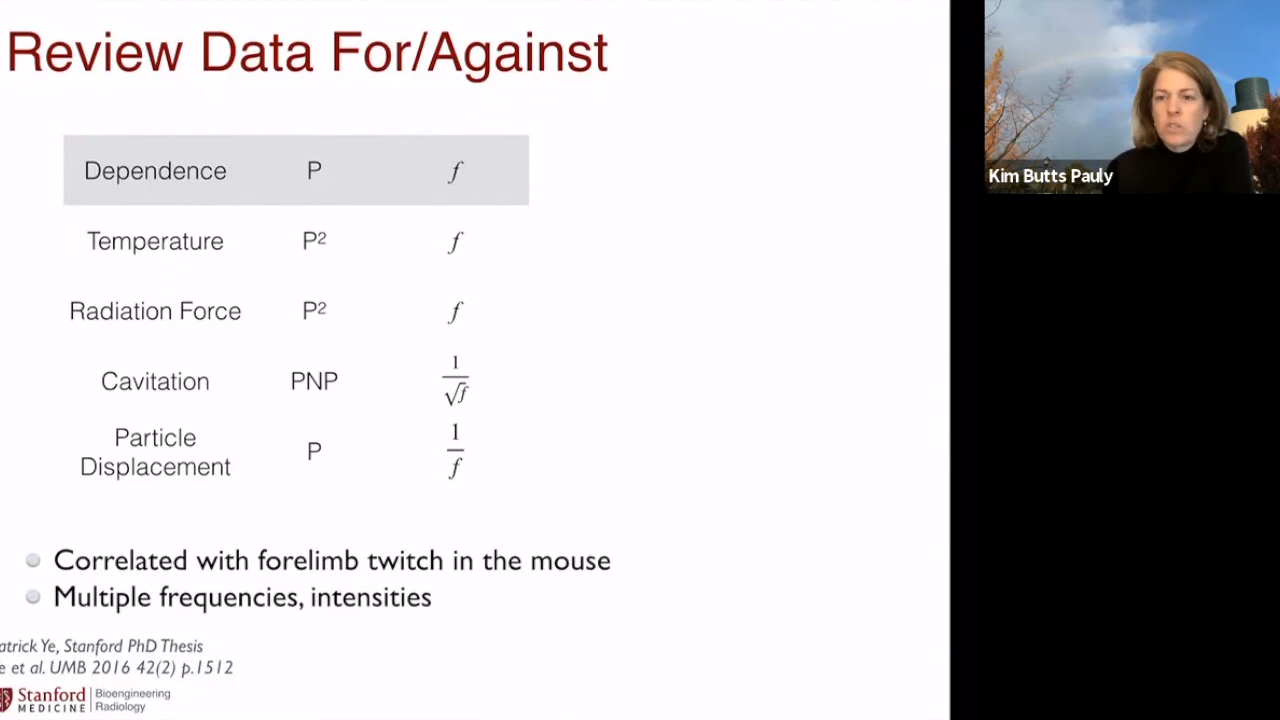 Review Data For/Against
Dependence P f
Temperature P² f
Radiation Force P² f
Cavitation PNP 1/√f
Particle Displacement P 1/f
Correlated with forelimb twitch in the mouse
Multiple frequencies, intensities
atrick Ye, Stanford PhD Thesis
e et al. UMB 2016 42(2) p.1512
Stanford MEDICINE
Bioengineering
Radiology
Kim Butts Pauly